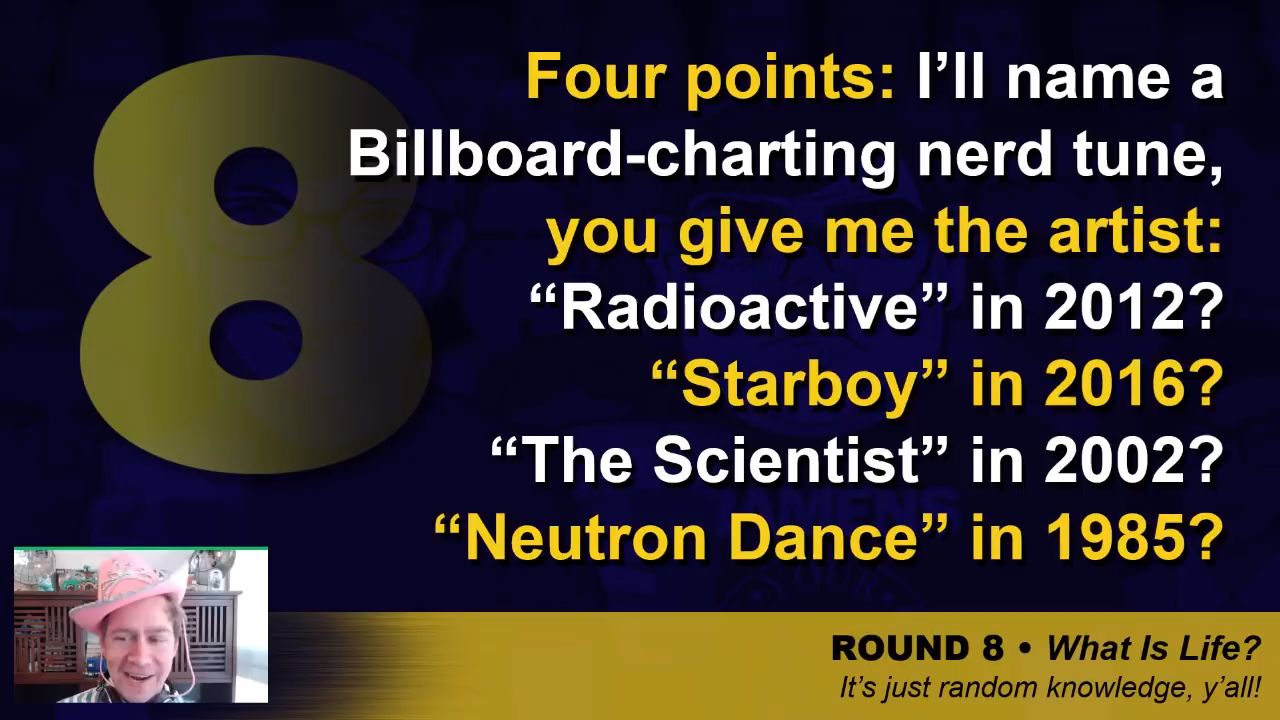 8
Four points: I’ll name a
Billboard-charting nerd tune,
you give me the artist:
“Radioactive” in 2012?
“Starboy” in 2016?
“The Scientist” in 2002?
“Neutron Dance” in 1985?
ROUND 8 • What Is Life?
It’s just random knowledge, y’all!